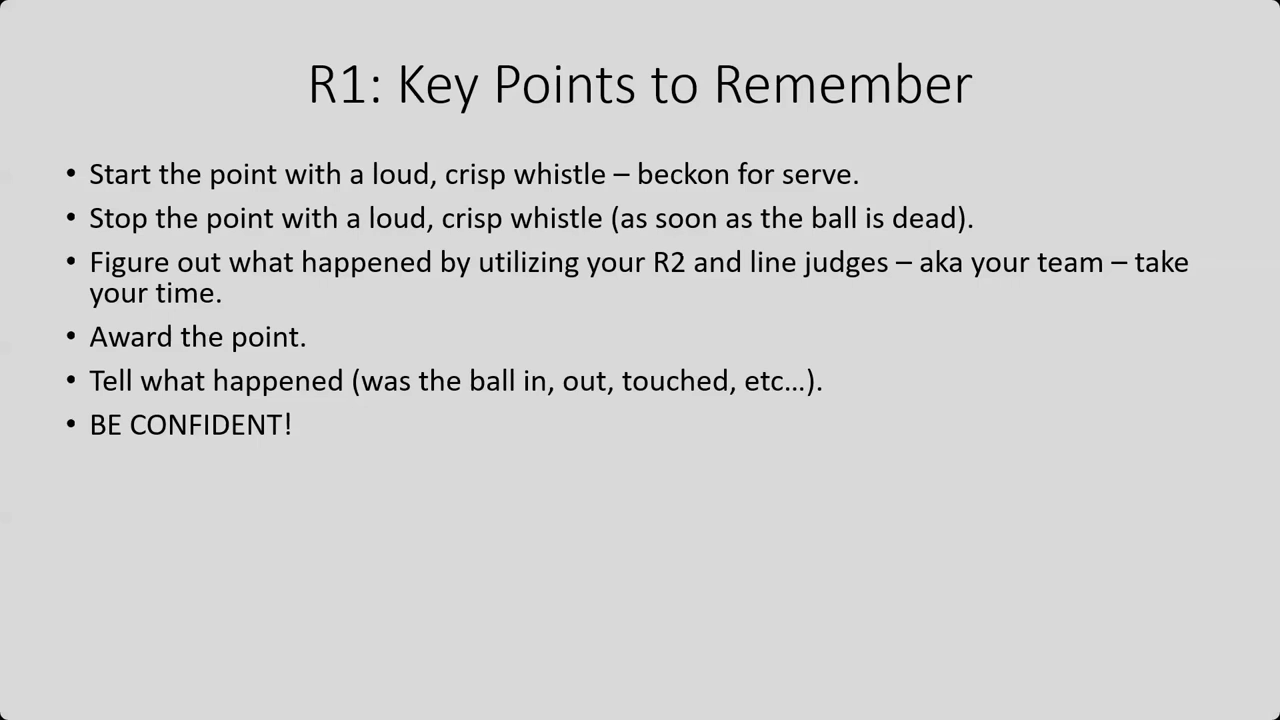 R1: Key Points to Remember
• Start the point with a loud, crisp whistle – beckon for serve.
• Stop the point with a loud, crisp whistle (as soon as the ball is dead).
• Figure out what happened by utilizing your R2 and line judges – aka your team – take
your time.
• Award the point.
• Tell what happened (was the ball in, out, touched, etc…).
• BE CONFIDENT!